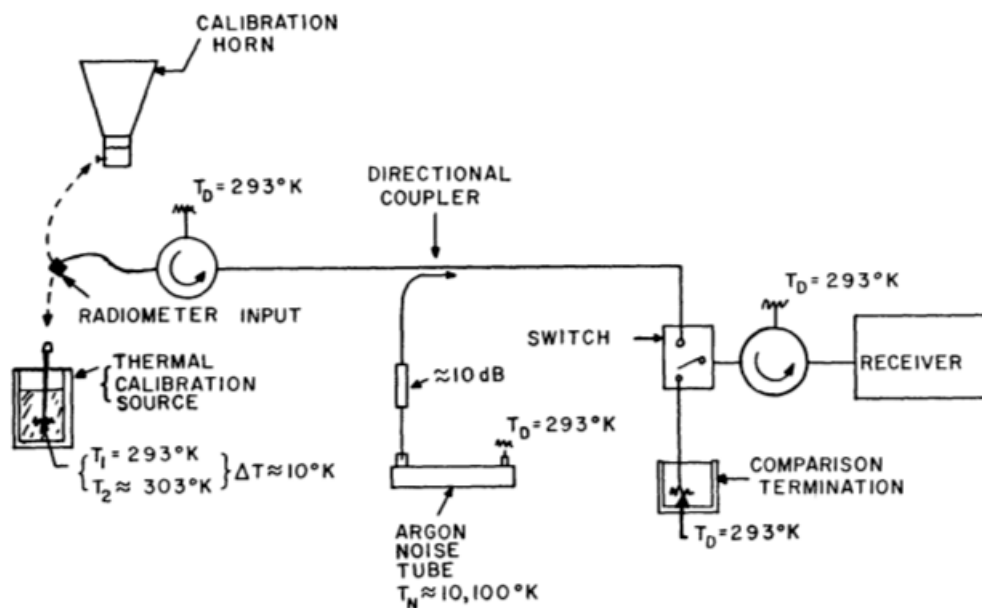 CALIBRATION
HORN
T_D = 293°K
DIRECTIONAL
COUPLER
T_D = 293°K
RADIOMETER INPUT
SWITCH
RECEIVER
THERMAL
CALIBRATION
SOURCE
≈10 dB
T_D = 293°K
T_1 = 293°K
T_2 ≈ 303°K
ΔT≈10°K
COMPARISON
TERMINATION
T_D = 293°K
ARGON
NOISE
TUBE
T_N ≈ 10,100°K